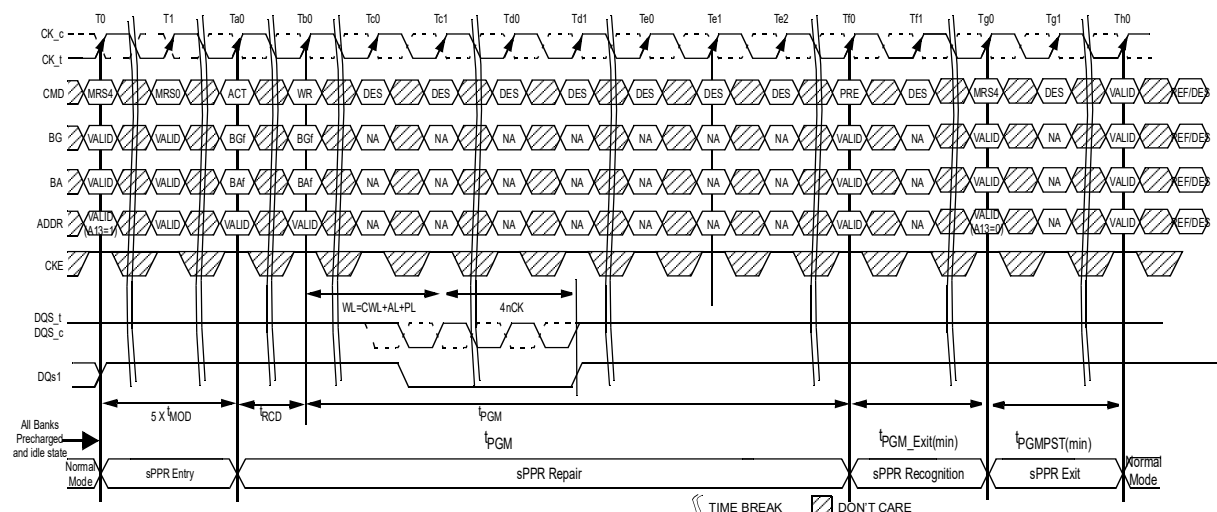 T0 T1 Ta0 Tb0 Tc0 Tc1 Td0 Td1 Te0 Te1 Te2 Tf0 Tf1 Tg0 Tg1 Th0
CK_c
CK_t
CMD MRS4 MRS0 ACT WR DES DES DES DES DES DES DES PRE DES MRS4 DES VALID REF/DES
BG VALID VALID BGf BGf NA NA NA NA NA NA NA VALID NA VALID NA VALID REF/DES
BA VALID VALID BAf BAf NA NA NA NA NA NA NA VALID NA VALID NA VALID REF/DES
ADDR VALID (A13=1) VALID VALID VALID NA NA NA NA NA NA NA VALID NA VALID (A13=0) NA VALID REF/DES
CKE
WL=CWL+AL+PL 4nCK
DQS_t
DQS_c
DQs1
5 X tMOD tRCD tPGM
All Banks
Precharged
and idle state
tPGM tPGM_Exit(min) tPGMPST(min)
Normal Mode sPPR Entry sPPR Repair sPPR Recognition sPPR Exit Normal Mode
TIME BREAK DON'T CARE